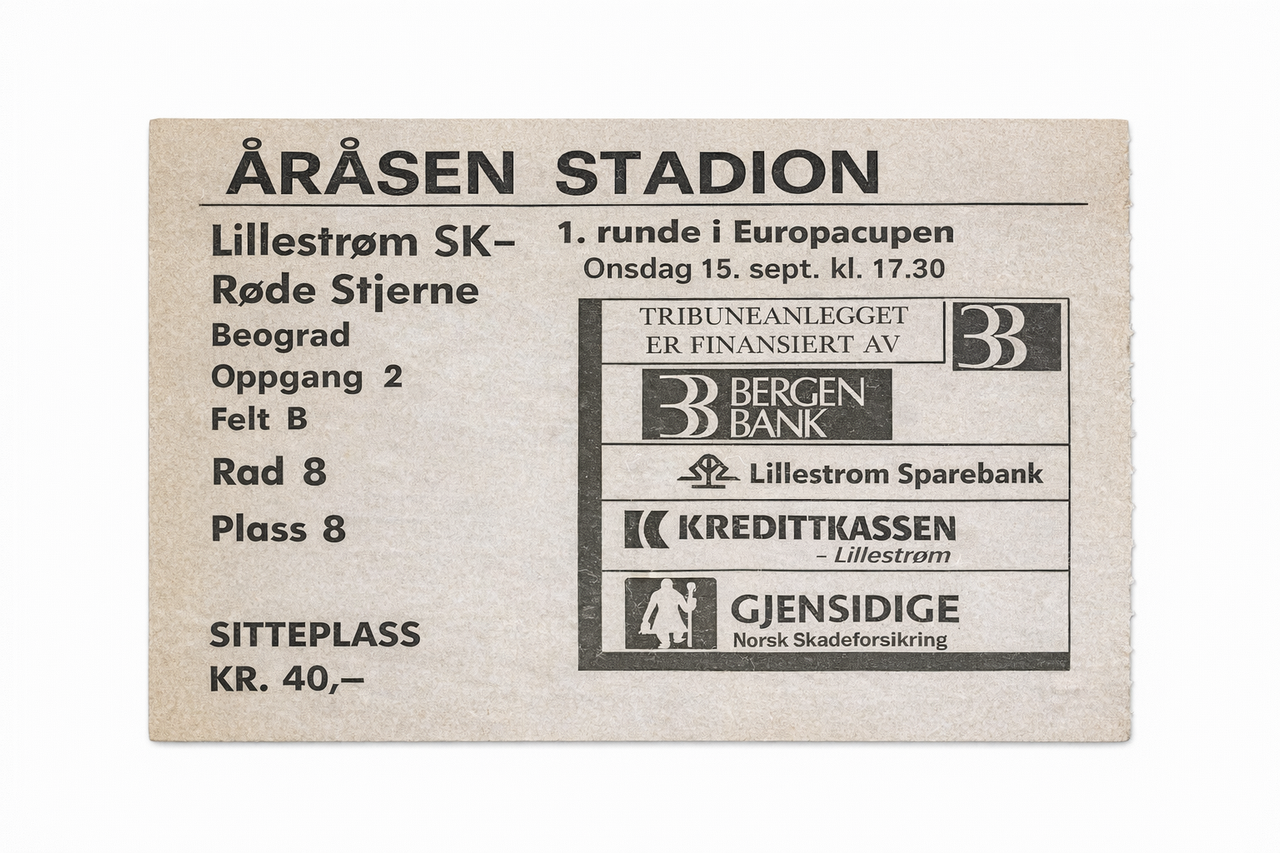 ÅRÅSEN STADION
Lillestrøm SK–
Røde Stjerne
Beograd
Oppgang 2
Felt B
Rad 8
Plass 8
SITTEPLASS
KR. 40,–
1. runde i Europacupen
Onsdag 15. sept. kl. 17.30
TRIBUNEANLEGGET
ER FINANSIERT AV
BERGEN
BANK
Lillestrom Sparebank
KREDITTKASSEN
– Lillestrøm
GJENSIDIGE
Norsk Skadeforsikring